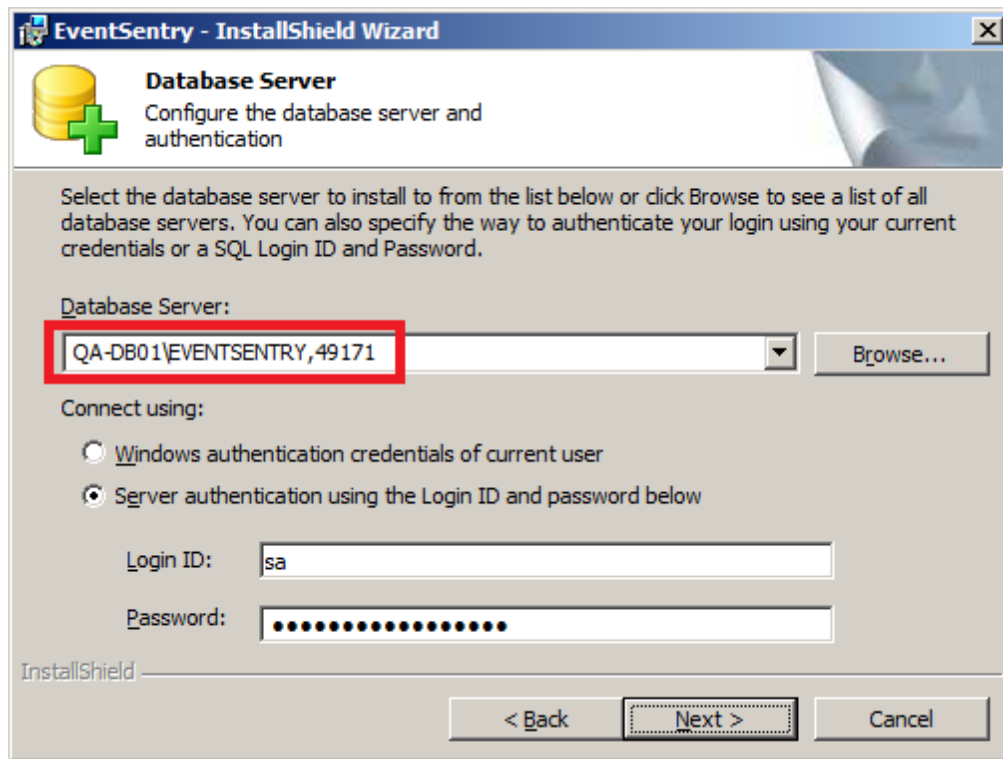 EventSentry - InstallShield Wizard
Database Server
Configure the database server and
authentication
Select the database server to install to from the list below or click Browse to see a list of all
database servers. You can also specify the way to authenticate your login using your current
credentials or a SQL Login ID and Password.
Database Server:
QA-DB01\EVENTSENTRY,49171
Browse...
Connect using:
Windows authentication credentials of current user
Server authentication using the Login ID and password below
Login ID:
sa
Password:
●●●●●●●●●●●●●●●●●
InstallShield
< Back
Next >
Cancel